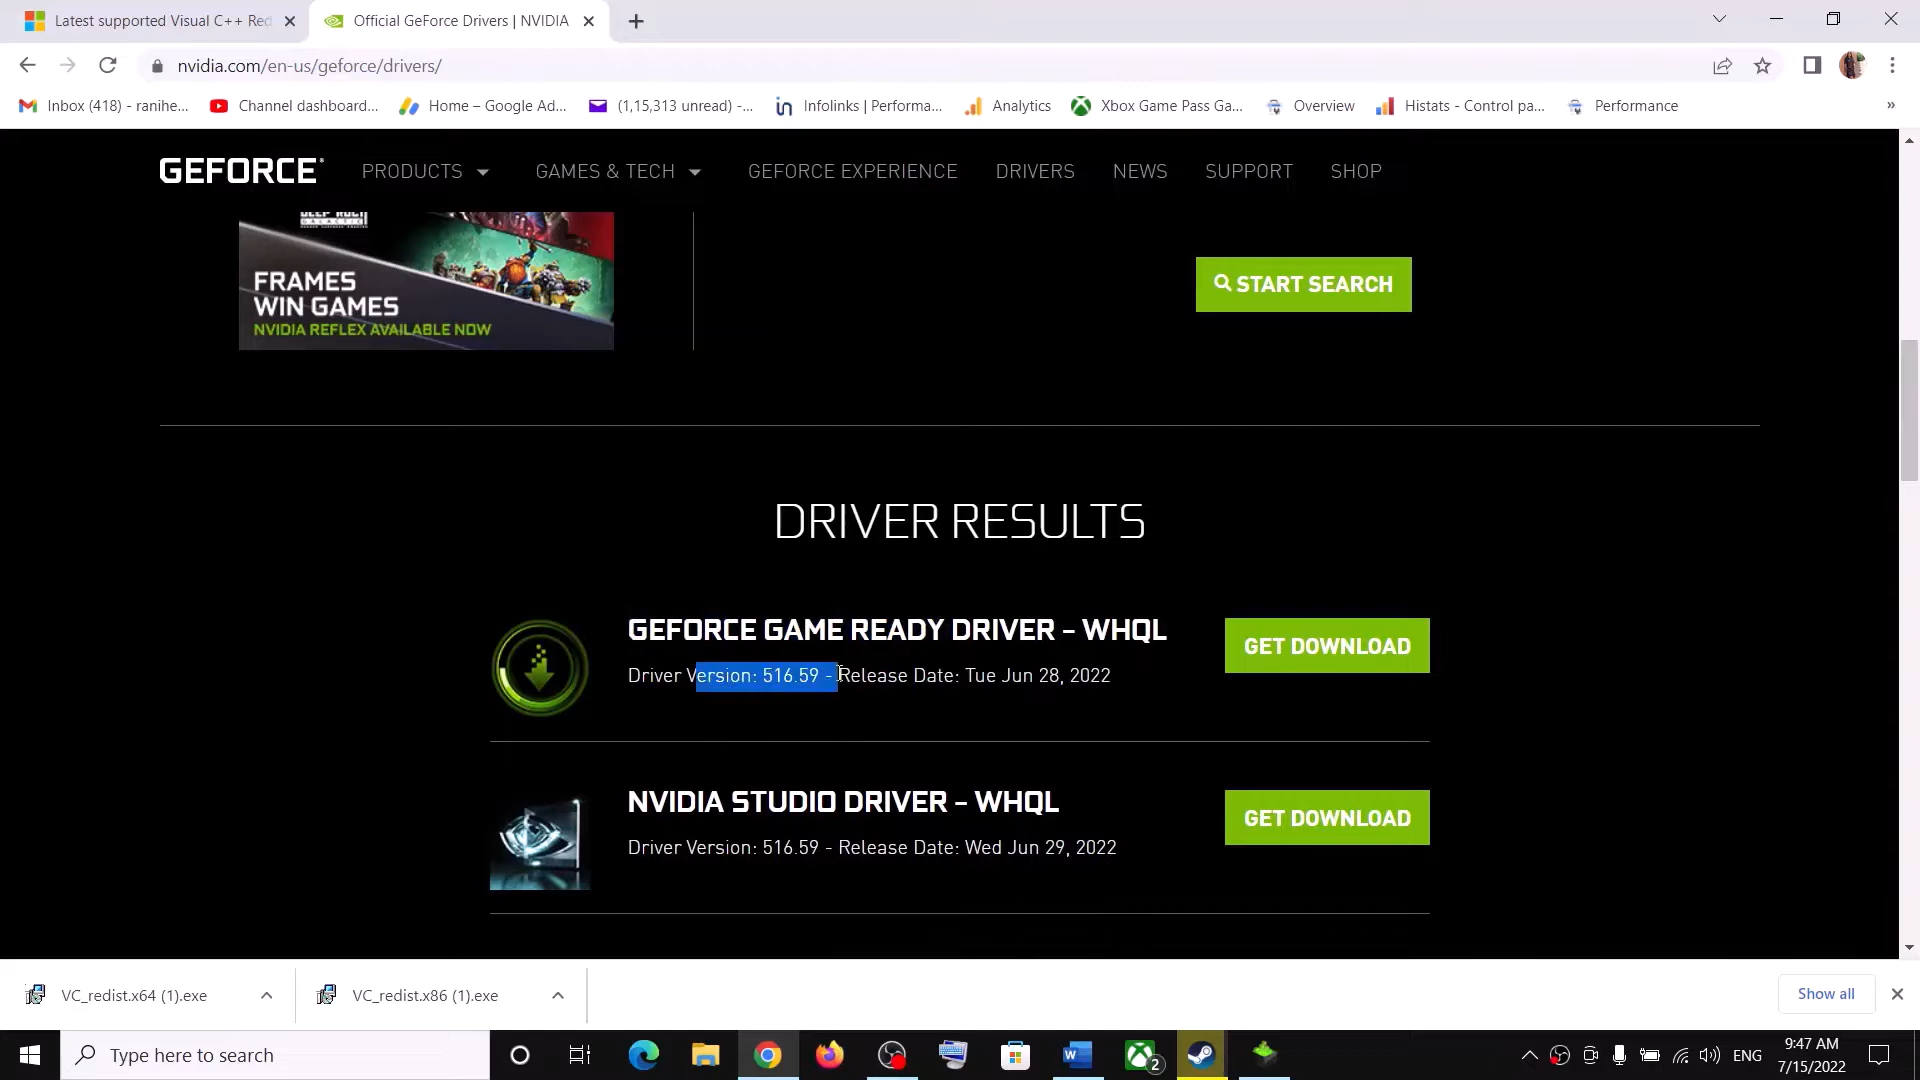 Latest supported Visual C++ Red
Official GeForce Drivers | NVIDIA
nvidia.com/en-us/geforce/drivers/
Inbox (418) - ranihe...
Channel dashboard...
Home – Google Ad...
(1,15,313 unread) -...
Infolinks | Performa...
Analytics
Xbox Game Pass Ga...
Overview
Histats - Control pa...
Performance
»
GEFORCE
PRODUCTS
GAMES & TECH
GEFORCE EXPERIENCE
DRIVERS
NEWS
SUPPORT
SHOP
DEEP ROCK
GALACTIC
FRAMES
WIN GAMES
NVIDIA REFLEX AVAILABLE NOW
START SEARCH
DRIVER RESULTS
GEFORCE GAME READY DRIVER - WHQL
Driver Version: 516.59 - Release Date: Tue Jun 28, 2022
GET DOWNLOAD
NVIDIA STUDIO DRIVER - WHQL
Driver Version: 516.59 - Release Date: Wed Jun 29, 2022
GET DOWNLOAD
VC_redist.x64 (1).exe
VC_redist.x86 (1).exe
Show all
Type here to search
2
ENG
9:47 AM
7/15/2022